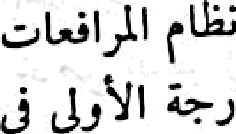 نظام المرافعات
رجة الأولى فى